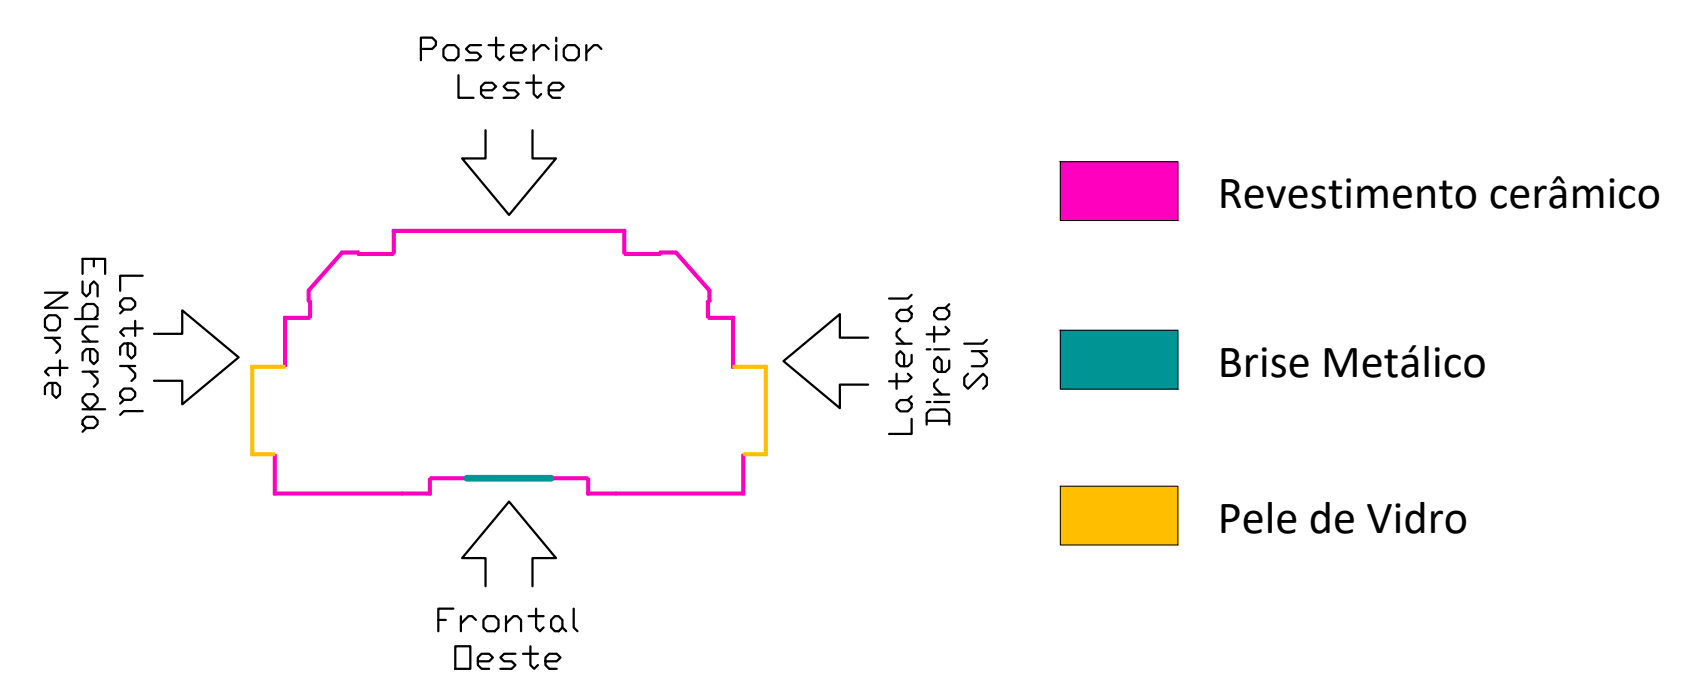 Posterior
Leste
Lateral
Esquerda
Norte
Lateral
Direita
Sul
Frontal
Oeste
Revestimento cerâmico
Brise Metálico
Pele de Vidro